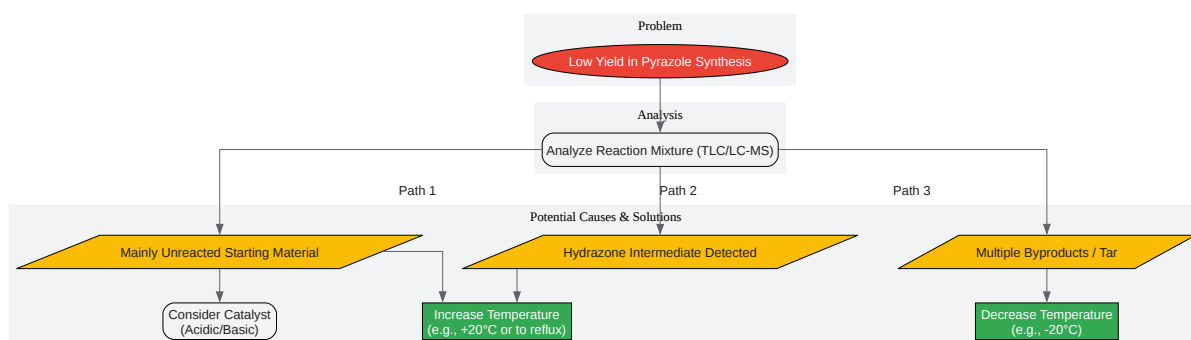 Problem
Low Yield in Pyrazole Synthesis
Analysis
Analyze Reaction Mixture (TLC/LC-MS)
Path 1
Path 2
Path 3
Potential Causes & Solutions
Mainly Unreacted Starting Material
Hydrazone Intermediate Detected
Multiple Byproducts / Tar
Consider Catalyst
(Acidic/Basic)
Increase Temperature
(e.g., +20°C or to reflux)
Decrease Temperature
(e.g., -20°C)